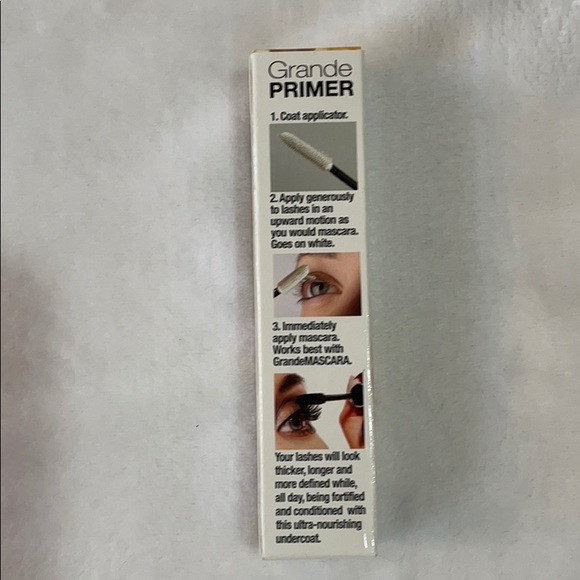 Grande
PRIMER
1. Coat applicator.
2. Apply generously
to lashes in an
upward motion as
you would mascara.
Goes on white.
3. Immediately
apply mascara.
Works best with
GrandeMASCARA.
Your lashes will look
thicker, longer and
more defined while,
all day, being fortified
and conditioned with
this ultra-nourishing
undercoat.